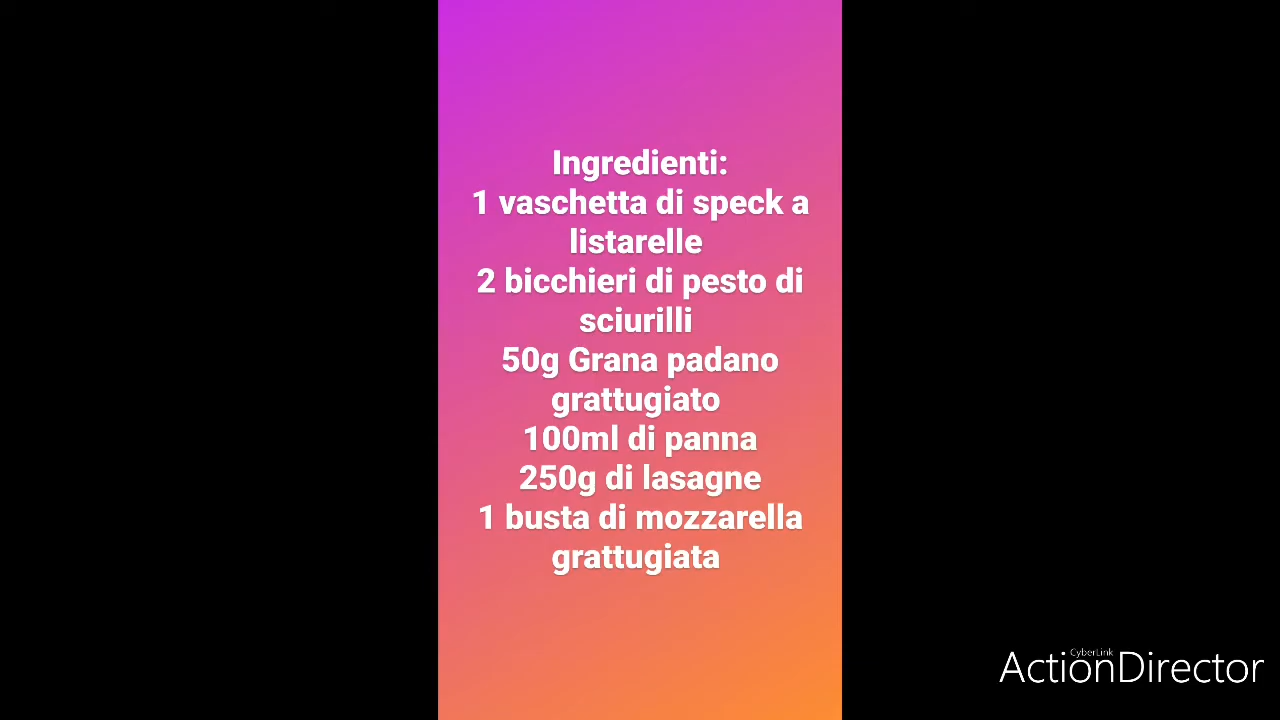 Ingredienti:
1 vaschetta di speck a
listarelle
2 bicchieri di pesto di
sciurilli
50g Grana padano
grattugiato
100ml di panna
250g di lasagne
1 busta di mozzarella
grattugiata
CyberLink
ActionDirector